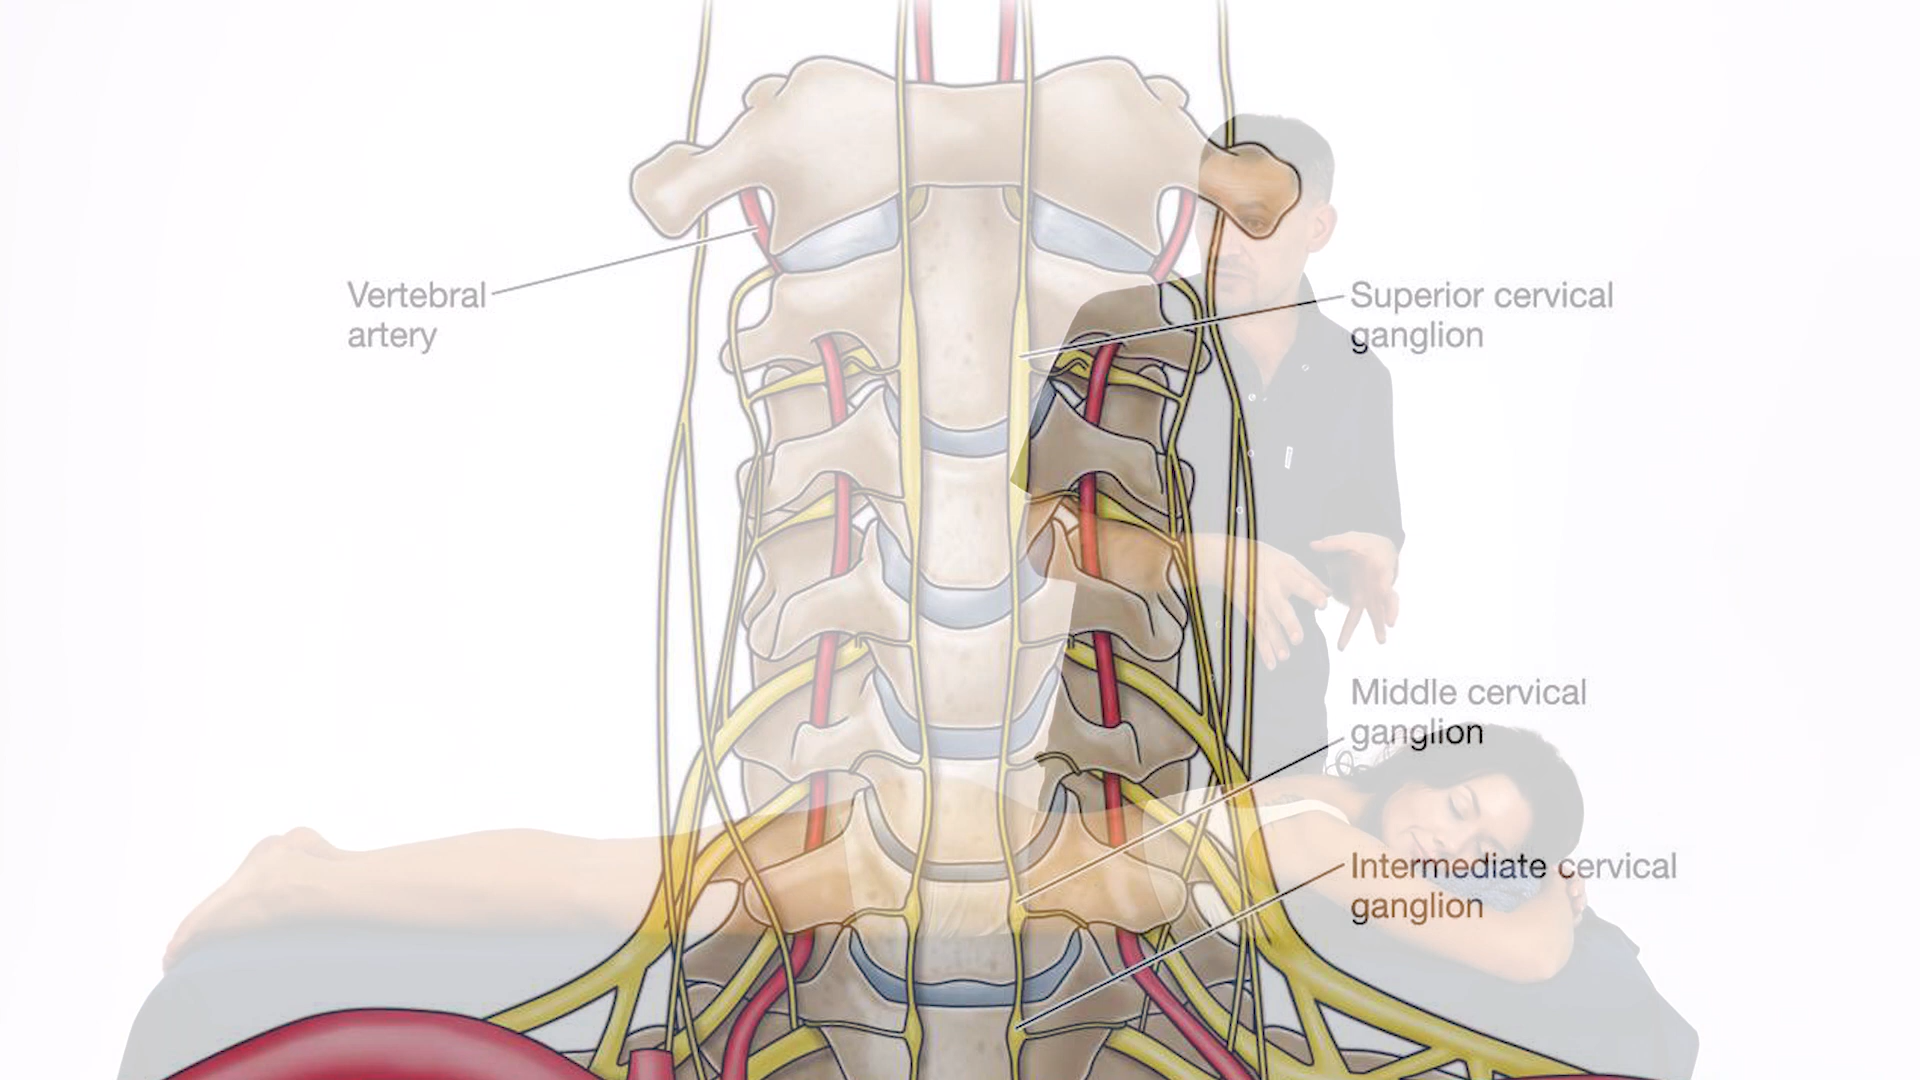 Vertebral
artery
Superior cervical
ganglion
Middle cervical
ganglion
Intermediate cervical
ganglion